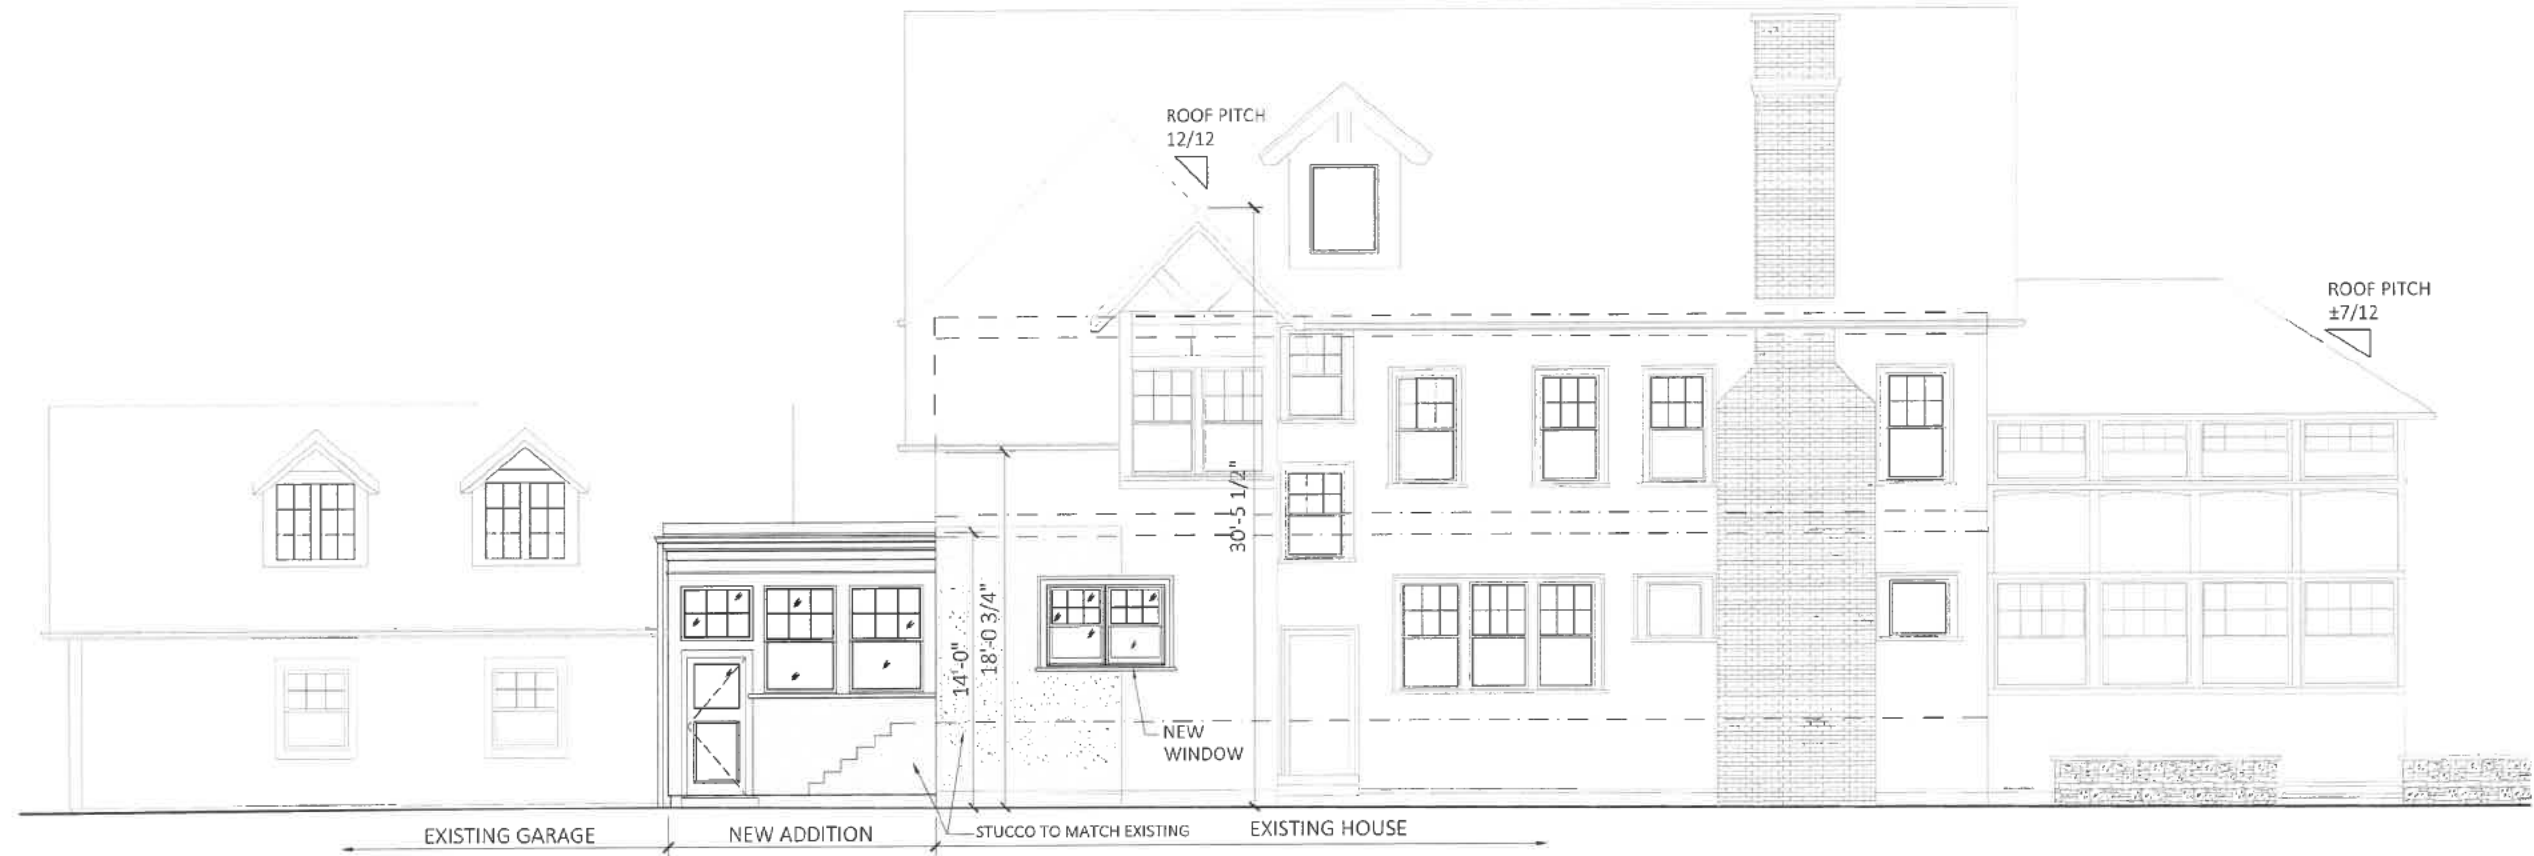 ROOF PITCH
12/12
ROOF PITCH
±7/12
30'-5 1/2"
18'-0 3/4"
14'-0"
NEW
WINDOW
STUCCO TO MATCH EXISTING
EXISTING GARAGE
NEW ADDITION
EXISTING HOUSE